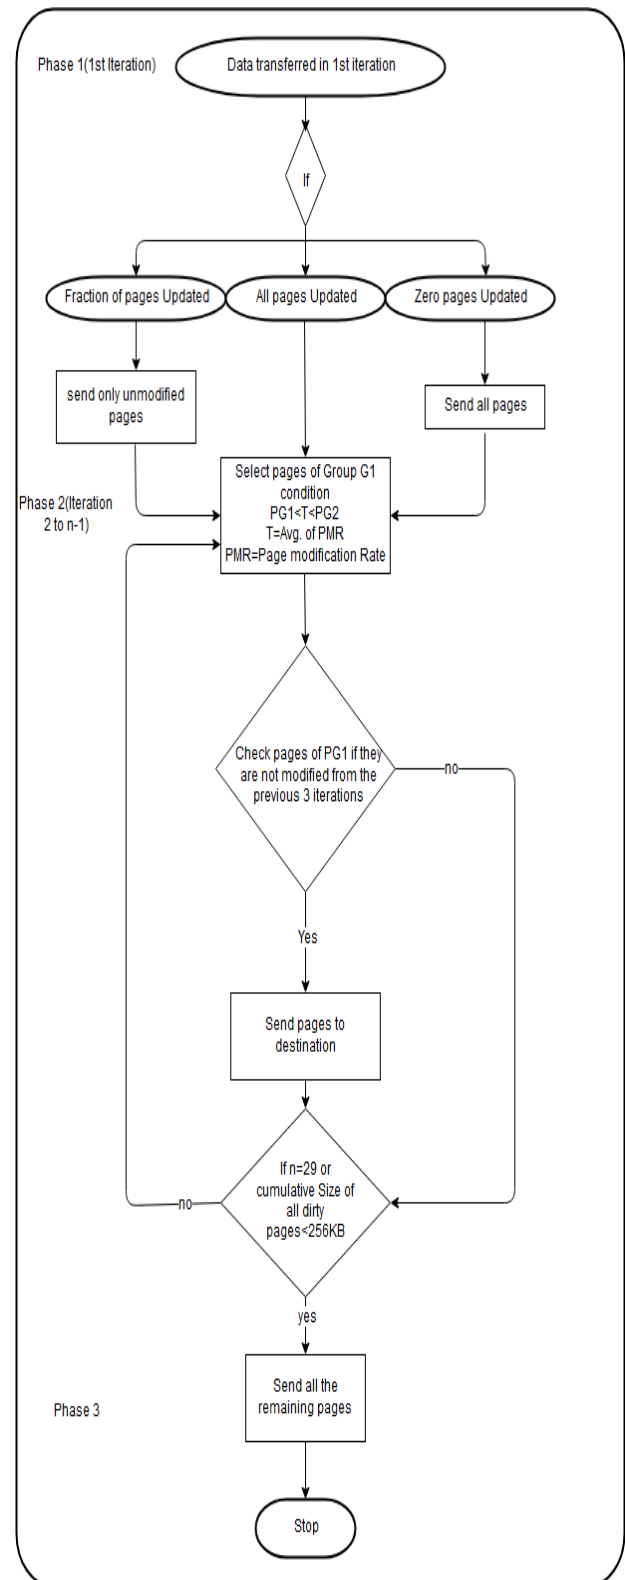 Phase 1(1st Iteration)
Data transferred in 1st iteration
If
Fraction of pages Updated
All pages Updated
Zero pages Updated
send only unmodified
pages
Send all pages
Select pages of Group G1
condition
PG1<T<PG2
T=Avg. of PMR
PMR=Page modification Rate
Phase 2(Iteration
2 to n-1)
Check pages of PG1 if they
are not modified from the
previous 3 iterations
no
Yes
Send pages to
destination
If n=29 or
cumulative Size of
all dirty
pages<256KB
no
yes
Send all the
remaining pages
Phase 3
Stop